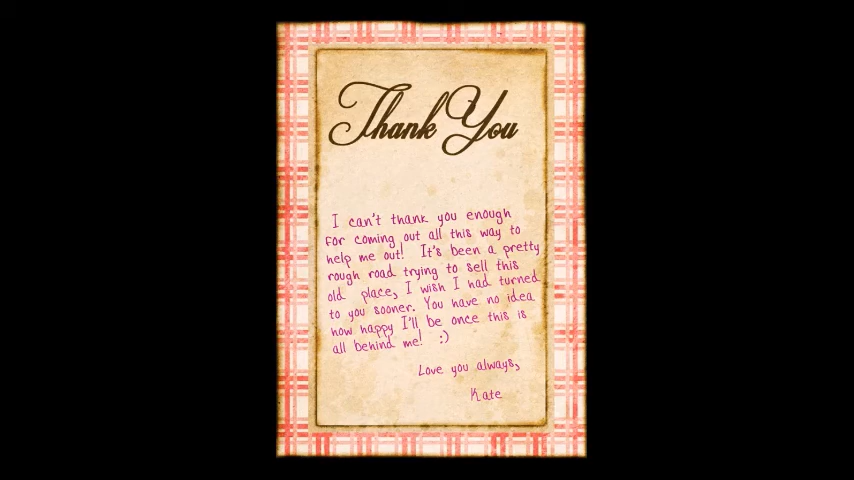 Thank You
I can't thank you enough
for coming out all this way to
help me out! It's been a pretty
rough road trying to sell this
old place, I wish I had turned
to you sooner. You have no idea
how happy I'll be once this is
all behind me! :)
Love you always,
Kate